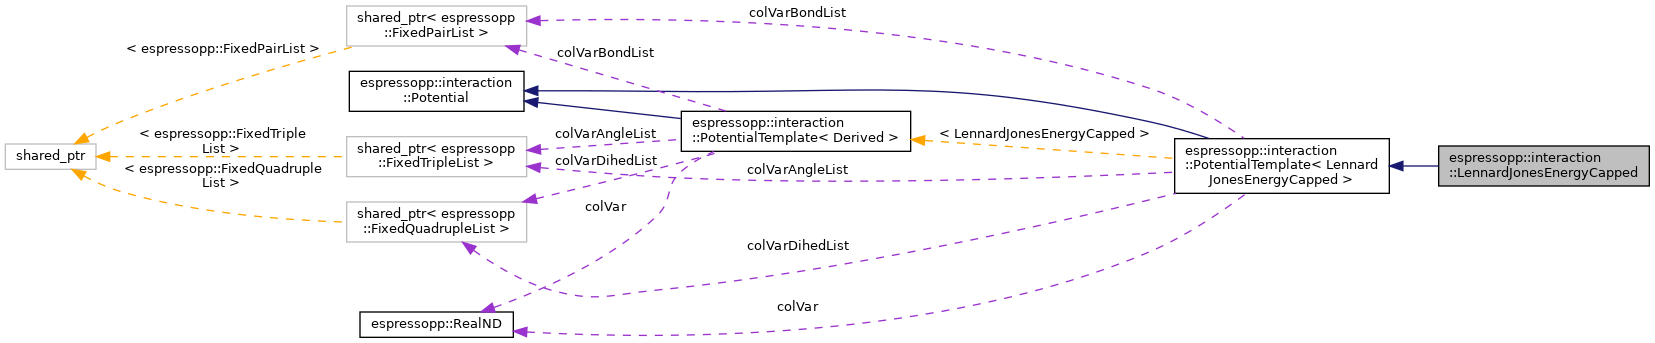 shared_ptr
< espressopp::FixedPairList >
< espressopp::FixedTriple
List >
< espressopp::FixedQuadruple
List >
shared_ptr< espressopp
::FixedPairList >
espressopp::interaction
::Potential
shared_ptr< espressopp
::FixedTripleList >
shared_ptr< espressopp
::FixedQuadrupleList >
espressopp::RealND
colVarBondList
colVarAngleList
colVarDihedList
colVar
espressopp::interaction
::PotentialTemplate< Derived >
colVarBondList
colVarAngleList
colVarDihedList
colVar
< LennardJonesEnergyCapped >
espressopp::interaction
::PotentialTemplate< Lennard
JonesEnergyCapped >
espressopp::interaction
::LennardJonesEnergyCapped